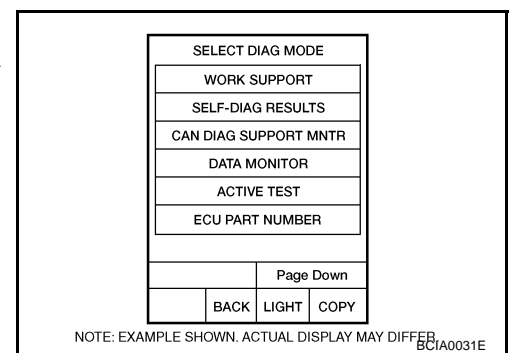 SELECT DIAG MODE
WORK SUPPORT
SELF-DIAG RESULTS
CAN DIAG SUPPORT MNTR
DATA MONITOR
ACTIVE TEST
ECU PART NUMBER
Page Down
BACK LIGHT COPY
NOTE: EXAMPLE SHOWN. ACTUAL DISPLAY MAY DIFFER
BCIA0031E